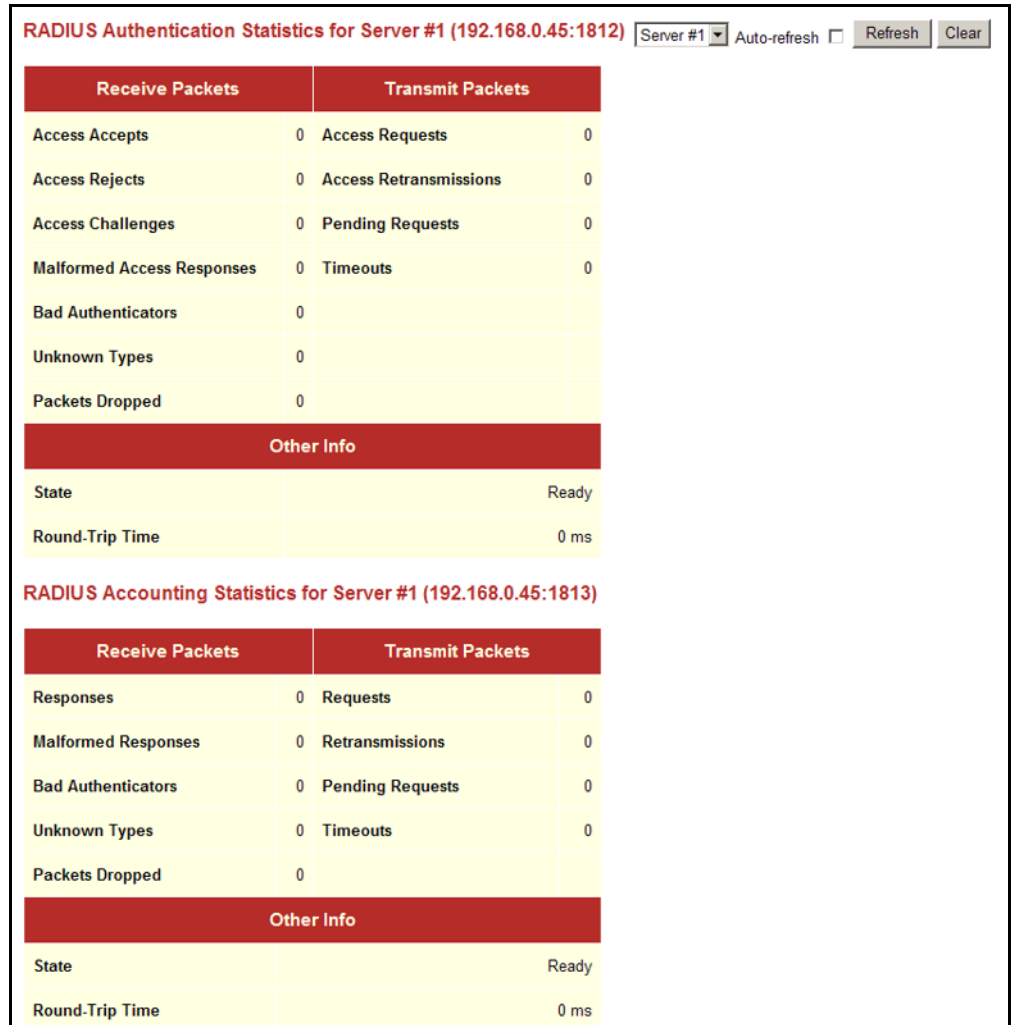 RADIUS Authentication Statistics for Server #1 (192.168.0.45:1812) Server #1 Auto-refresh Refresh Clear
Receive Packets Transmit Packets
Access Accepts 0 Access Requests 0
Access Rejects 0 Access Retransmissions 0
Access Challenges 0 Pending Requests 0
Malformed Access Responses 0 Timeouts 0
Bad Authenticators 0
Unknown Types 0
Packets Dropped 0
Other Info
State Ready
Round-Trip Time 0 ms
RADIUS Accounting Statistics for Server #1 (192.168.0.45:1813)
Receive Packets Transmit Packets
Responses 0 Requests 0
Malformed Responses 0 Retransmissions 0
Bad Authenticators 0 Pending Requests 0
Unknown Types 0 Timeouts 0
Packets Dropped 0
Other Info
State Ready
Round-Trip Time 0 ms